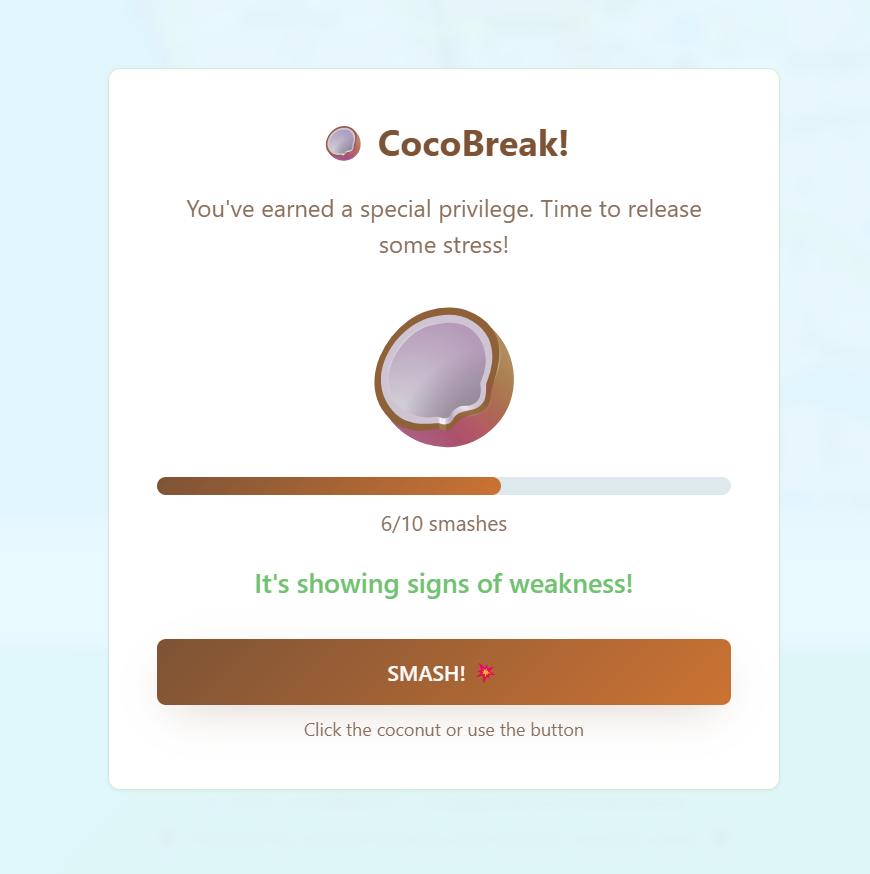 CocoBreak!
You've earned a special privilege. Time to release
some stress!
6/10 smashes
It's showing signs of weakness!
SMASH! 💥
Click the coconut or use the button